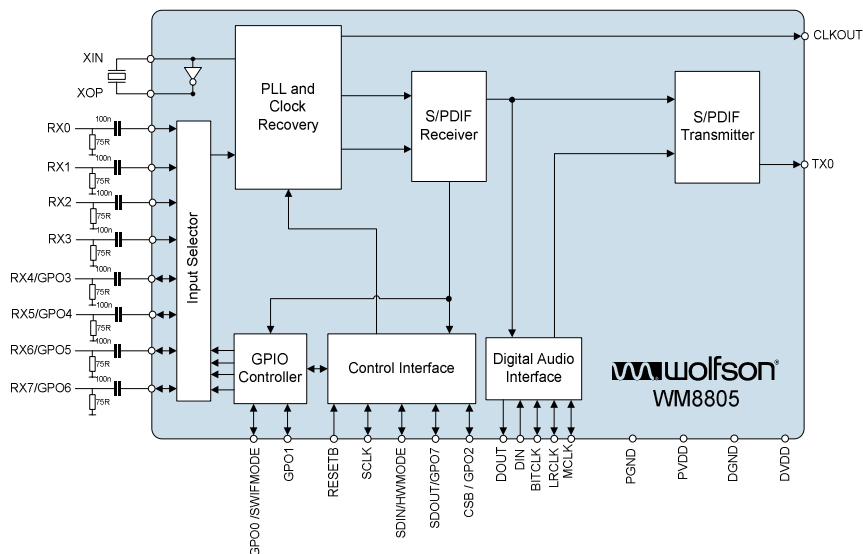 CLKOUT
XIN
XOP
PLL and
Clock
Recovery
S/PDIF
Receiver
S/PDIF
Transmitter
TX0
RX0
100n
75R
RX1
100n
75R
RX2
100n
75R
RX3
100n
75R
RX4/GPO3
100n
75R
RX5/GPO4
100n
75R
RX6/GPO5
100n
75R
RX7/GPO6
100n
75R
Input Selector
GPIO
Controller
Control Interface
Digital Audio
Interface
wolfson®
WM8805
GPO0 /SWIFMODE
GPO1
RESETB
SCLK
SDIN/HWMODE
SDOUT/GPO7
CSB / GPO2
DOUT
DIN
BITCLK
LRCLK
MCLK
PGND
PVDD
DGND
DVDD